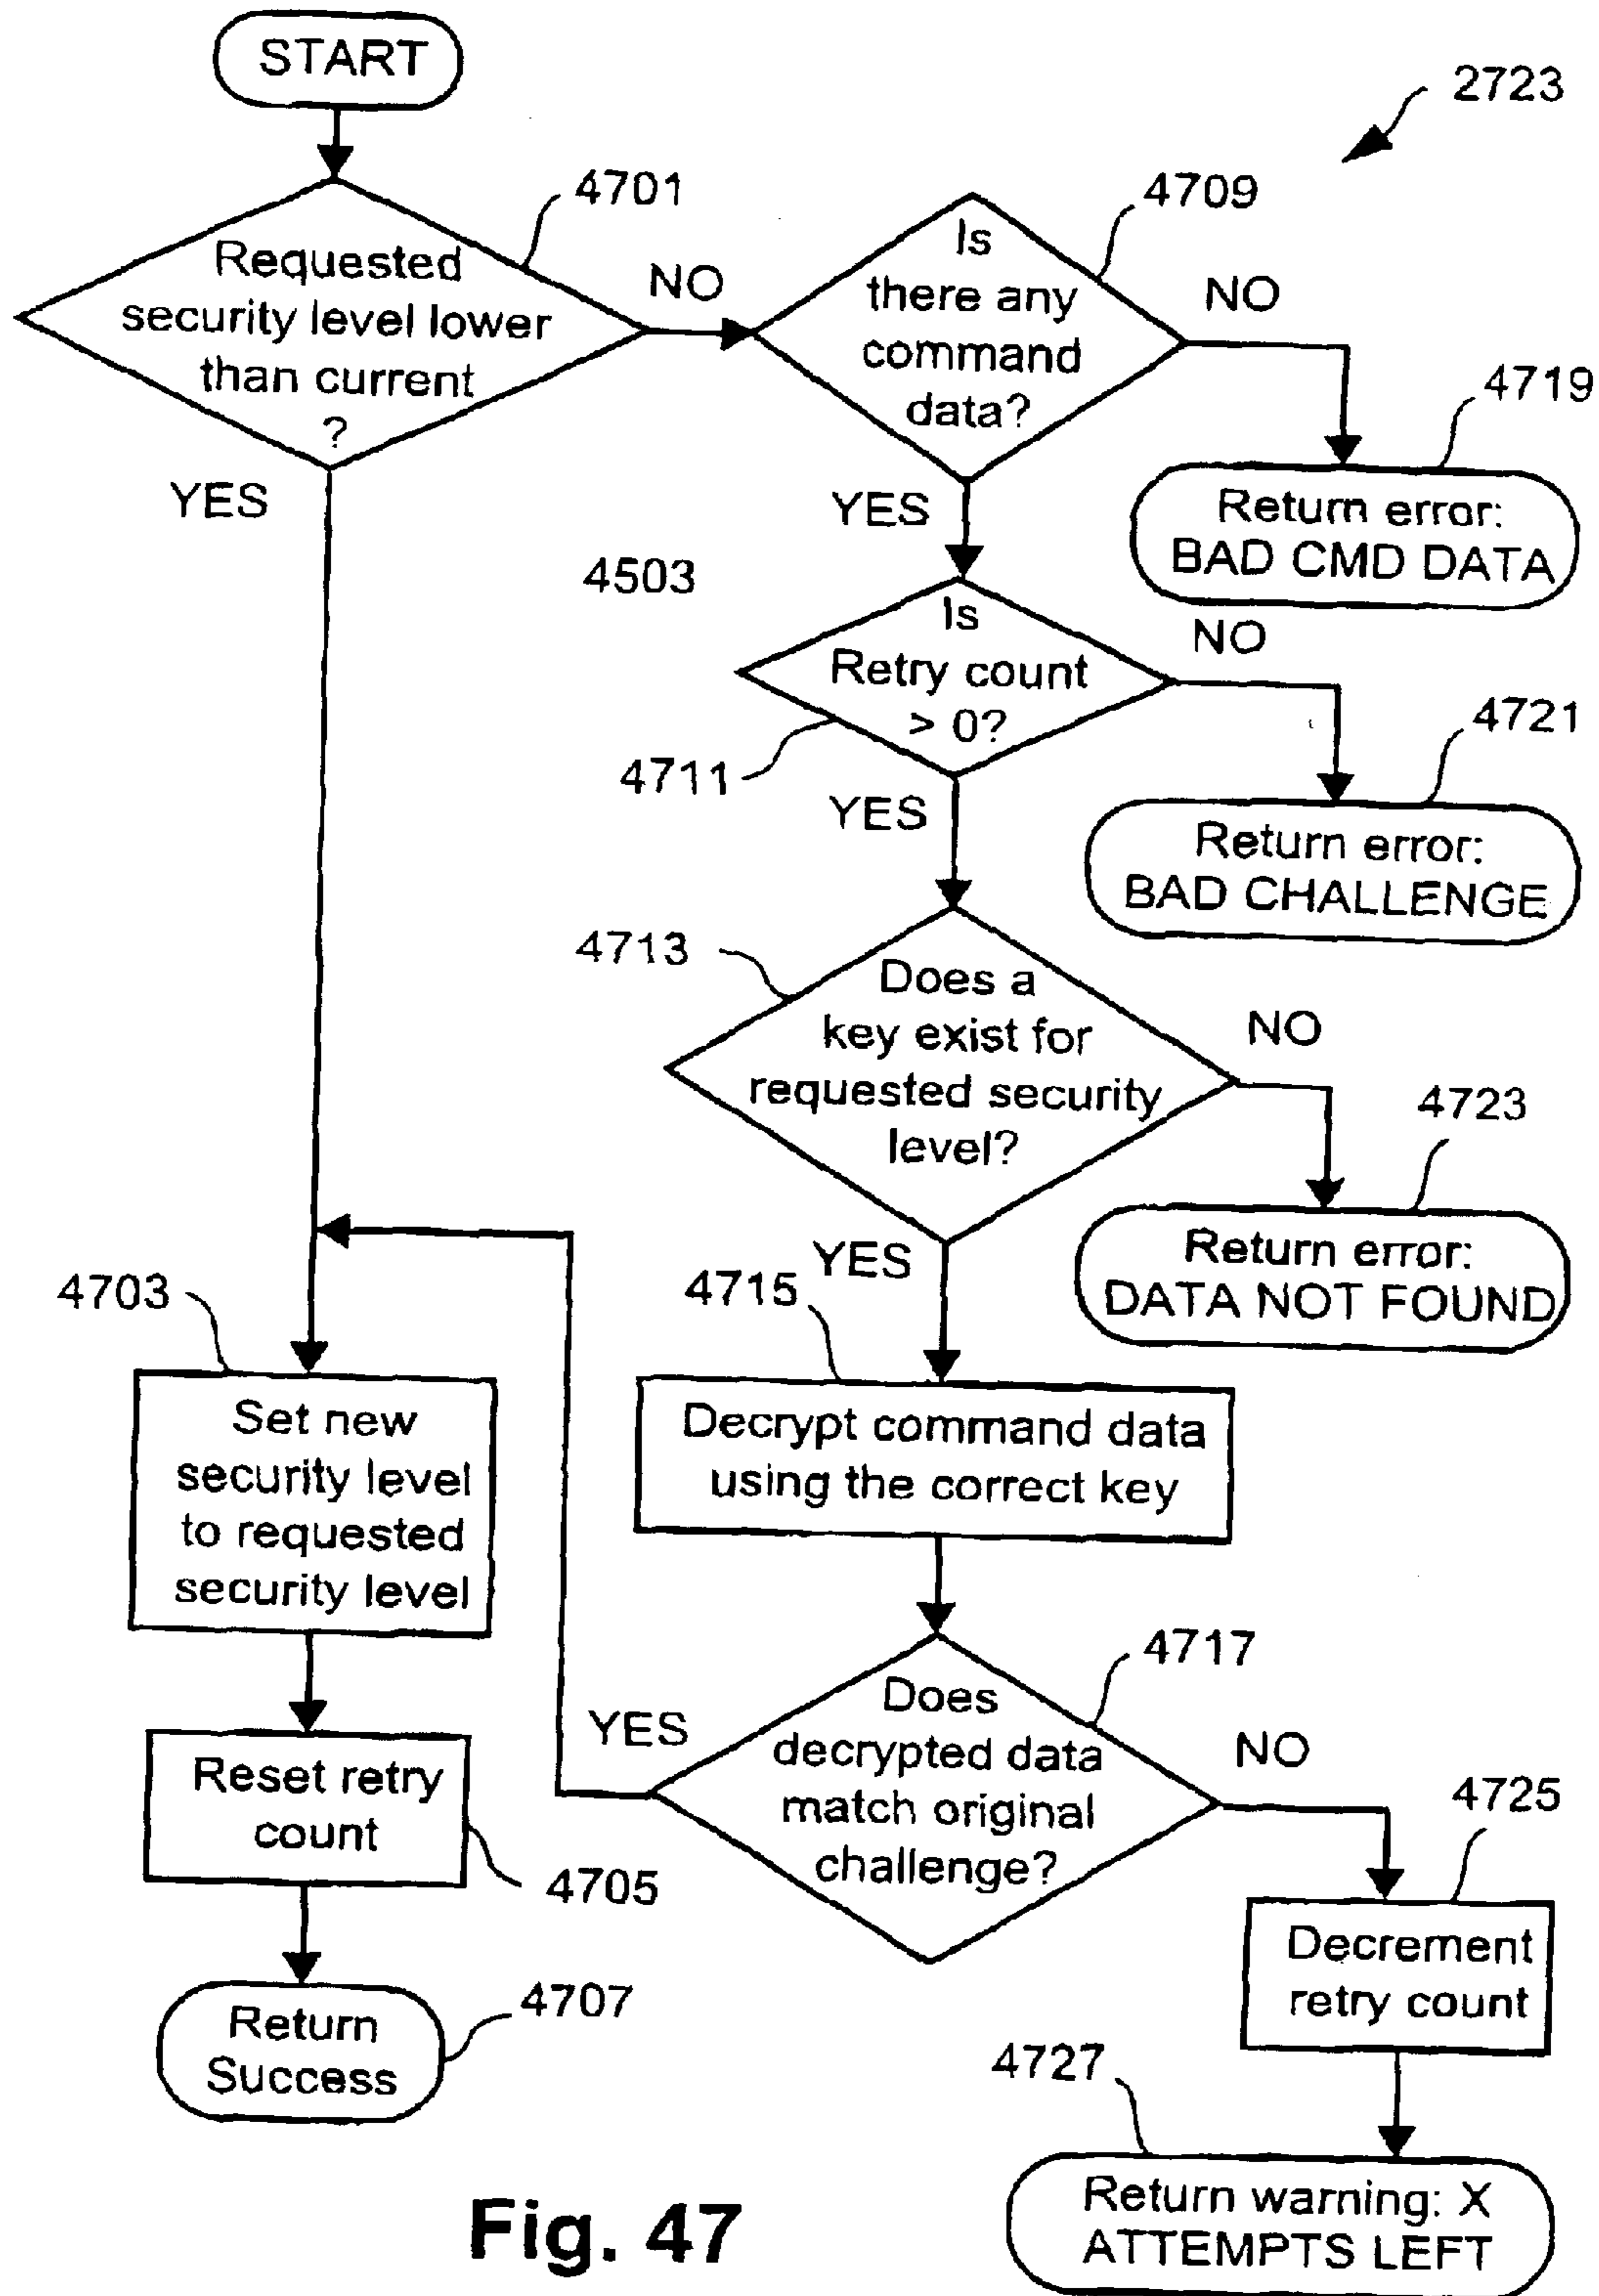 START
2723
4701
Requested
security level lower
than current
?
NO
YES
4709
Is
there any
command
data?
NO
YES
4719
Return error:
BAD CMD DATA
4503
Is
Retry count
> 0?
4711
NO
YES
4721
Return error:
BAD CHALLENGE
4713
Does a
key exist for
requested security
level?
NO
YES
4723
Return error:
DATA NOT FOUND
4703
Set new
security level
to requested
security level
4715
Decrypt command data
using the correct key
4717
Does
decrypted data
match original
challenge?
YES
NO
Reset retry
count
4705
4725
Decrement
retry count
Return
Success
4707
4727
Return warning: X
ATTEMPTS LEFT
Fig. 47